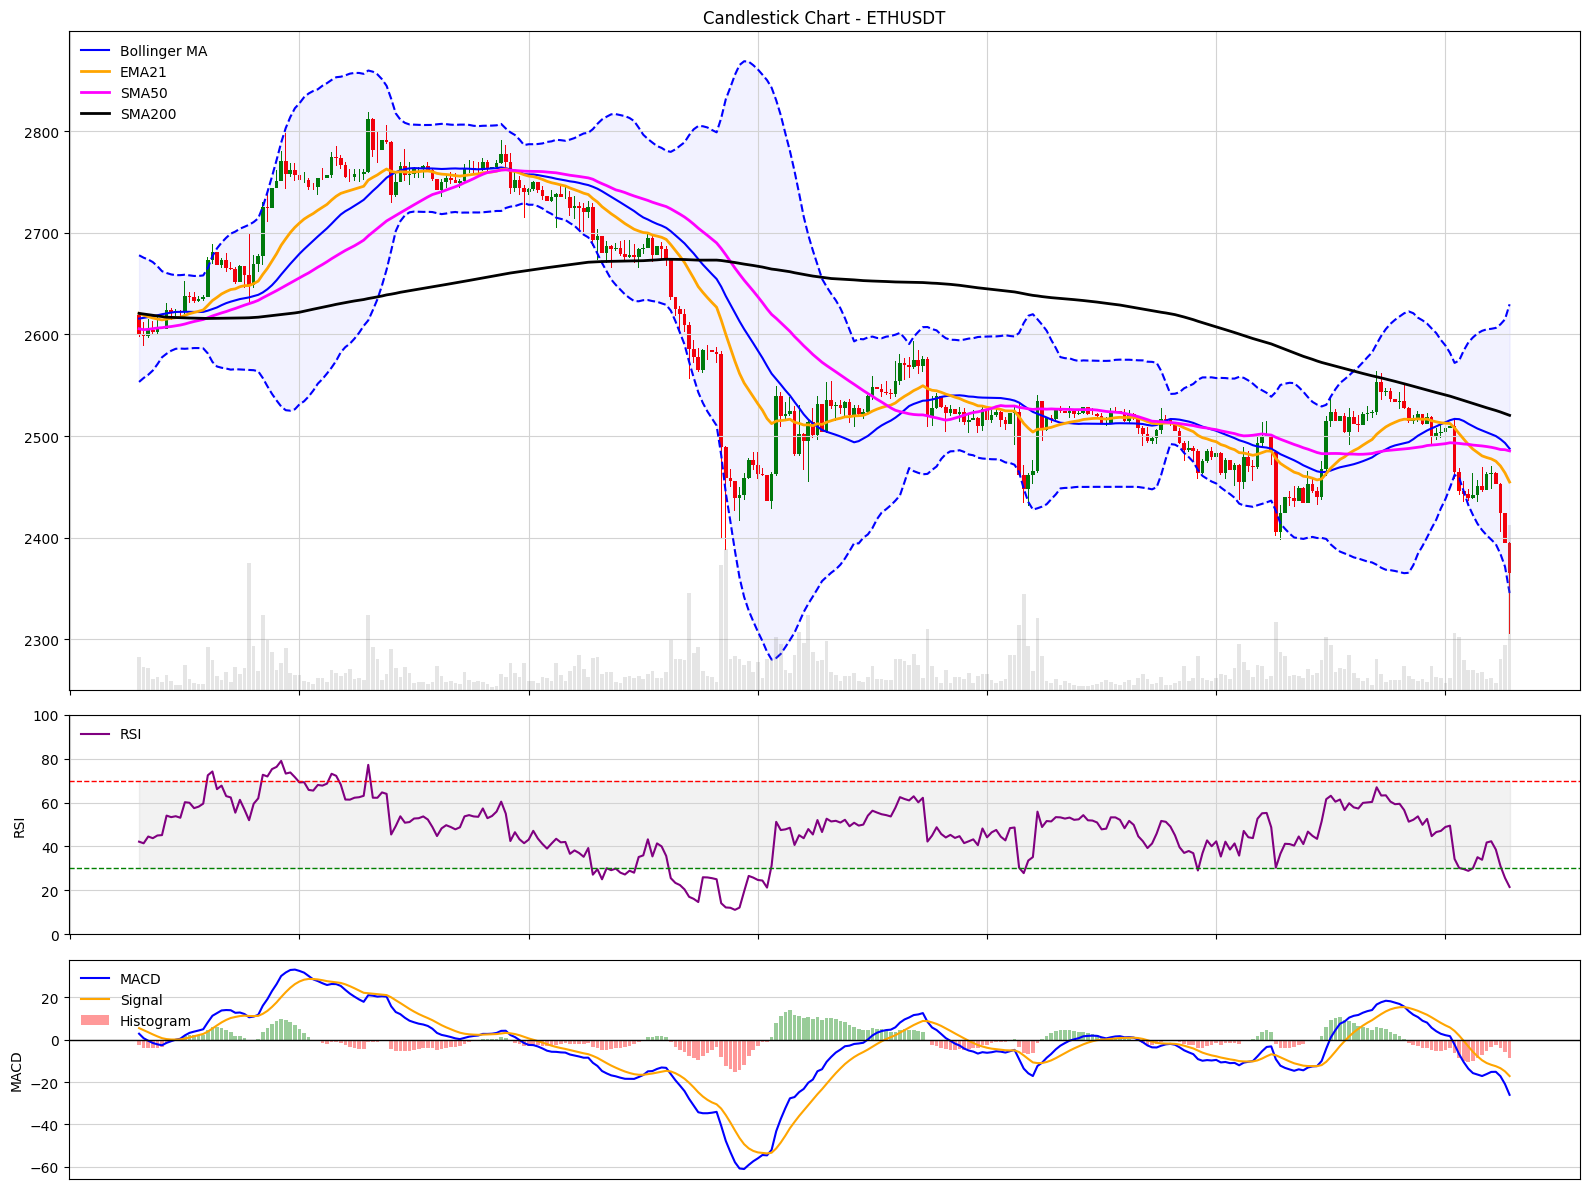 Candlestick Chart - ETHUSDT
Bollinger MA
EMA21
SMA50
SMA200
2800
2700
2600
2500
2400
2300
RSI
100
80
60
40
20
0
RSI
MACD
Signal
Histogram
20
0
−20
−40
−60
MACD